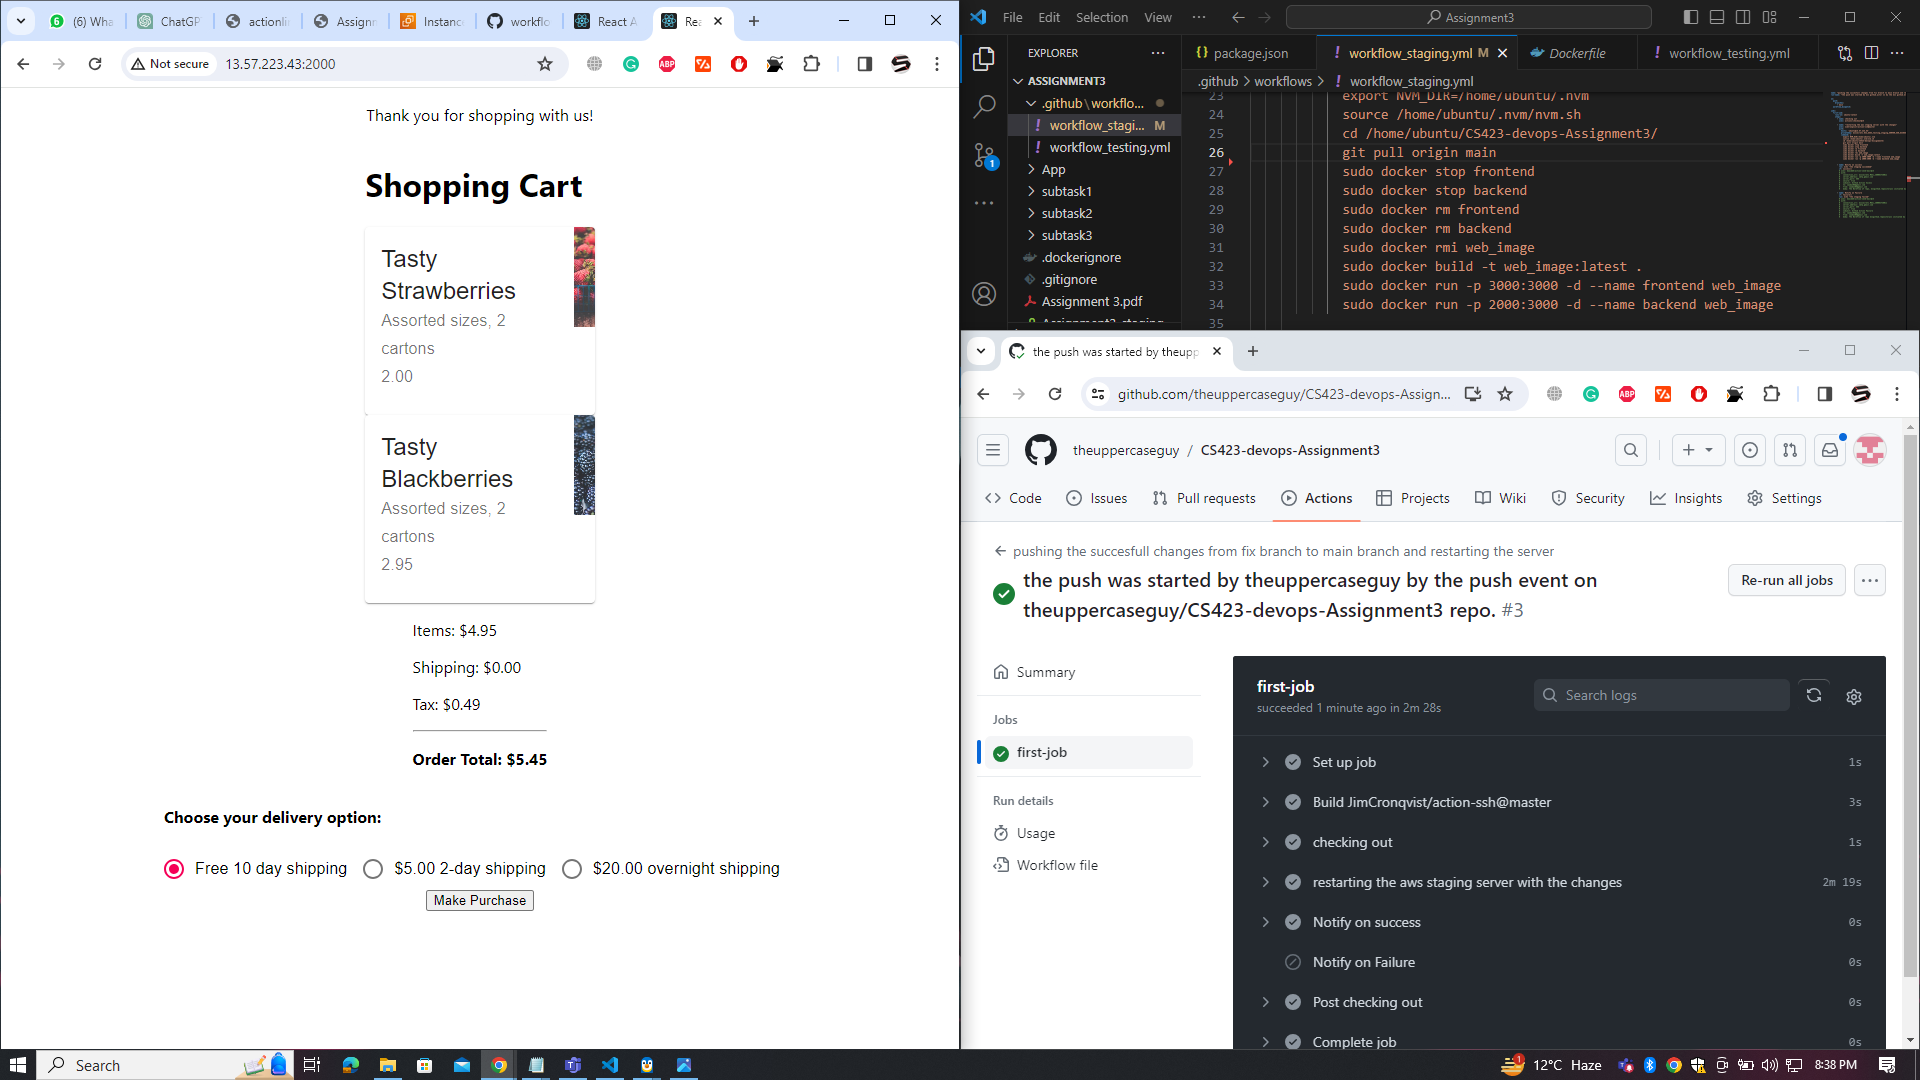 (6) Wha
ChatGP
actionlin
Assignm
Instance
workflo
React A
Rea
Not secure
13.57.223.43:2000
Thank you for shopping with us!
Shopping Cart
Tasty
Strawberries
Assorted sizes, 2
cartons
2.00
Tasty
Blackberries
Assorted sizes, 2
cartons
2.95
Items: $4.95
Shipping: $0.00
Tax: $0.49
Order Total: $5.45
Choose your delivery option:
Free 10 day shipping
$5.00 2-day shipping
$20.00 overnight shipping
Make Purchase
File Edit Selection View ...
Assignment3
EXPLORER
ASSIGNMENT3
.github\workflo...
workflow_stagi... M
workflow_testing.yml
App
subtask1
subtask2
subtask3
.dockerignore
.gitignore
Assignment 3.pdf
package.json
workflow_staging.yml M
Dockerfile
workflow_testing.yml
.github > workflows > workflow_staging.yml
23 export NVM_DIR=/home/ubuntu/.nvm
24 source /home/ubuntu/.nvm/nvm.sh
25 cd /home/ubuntu/CS423-devops-Assignment3/
26 git pull origin main
27 sudo docker stop frontend
28 sudo docker stop backend
29 sudo docker rm frontend
30 sudo docker rm backend
31 sudo docker rmi web_image
32 sudo docker build -t web_image:latest .
33 sudo docker run -p 3000:3000 -d --name frontend web_image
34 sudo docker run -p 2000:3000 -d --name backend web_image
35
the push was started by theupp
github.com/theuppercaseguy/CS423-devops-Assign...
theuppercaseguy / CS423-devops-Assignment3
Code
Issues
Pull requests
Actions
Projects
Wiki
Security
Insights
Settings
pushing the succesfull changes from fix branch to main branch and restarting the server
the push was started by theuppercaseguy by the push event on
theuppercaseguy/CS423-devops-Assignment3 repo. #3
Re-run all jobs
Summary
Jobs
first-job
Run details
Usage
Workflow file
first-job
succeeded 1 minute ago in 2m 28s
Search logs
Set up job 1s
Build JimCronqvist/action-ssh@master 3s
checking out 1s
restarting the aws staging server with the changes 2m 19s
Notify on success 0s
Notify on Failure 0s
Post checking out 0s
Complete job 0s
Search
12°C Haze
8:38 PM